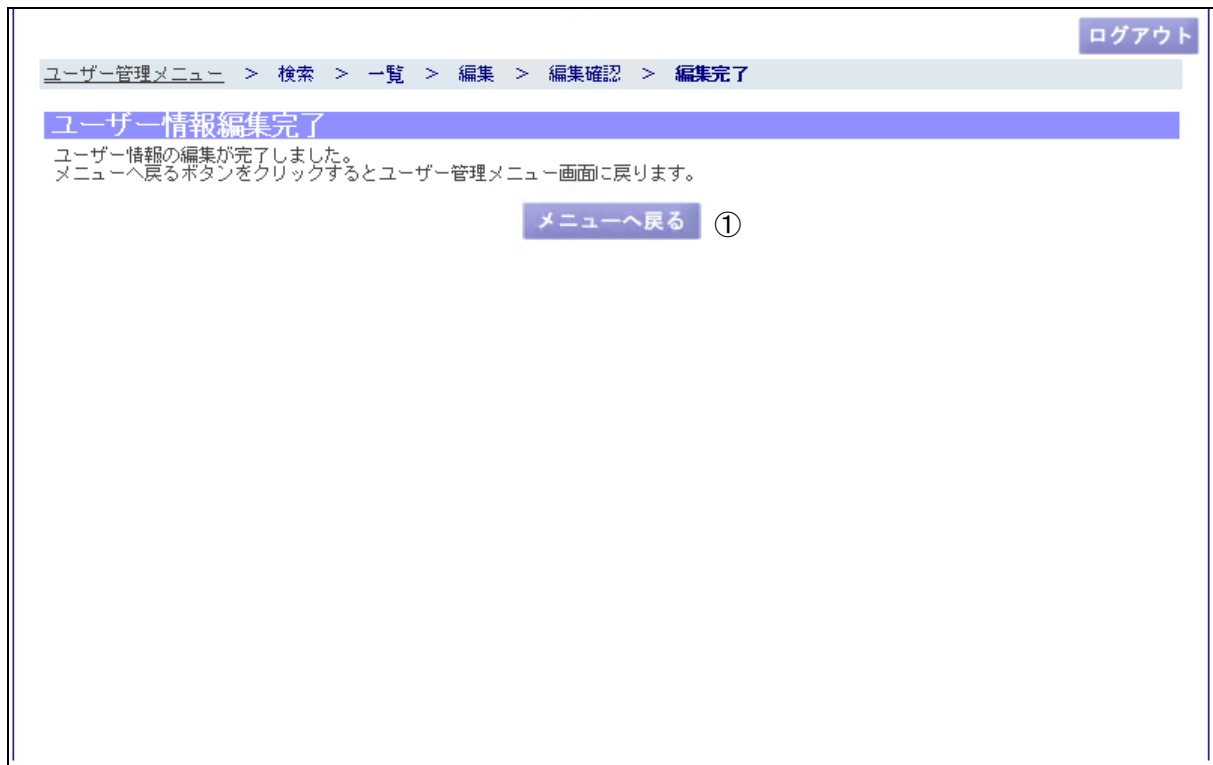 ログアウト
ユーザー管理メニュー > 検索 > 一覧 > 編集 > 編集確認 > 編集完了
ユーザー情報編集完了
ユーザー情報の編集が完了しました。
メニューへ戻るボタンをクリックするとユーザー管理メニュー画面に戻ります。
メニューへ戻る ①